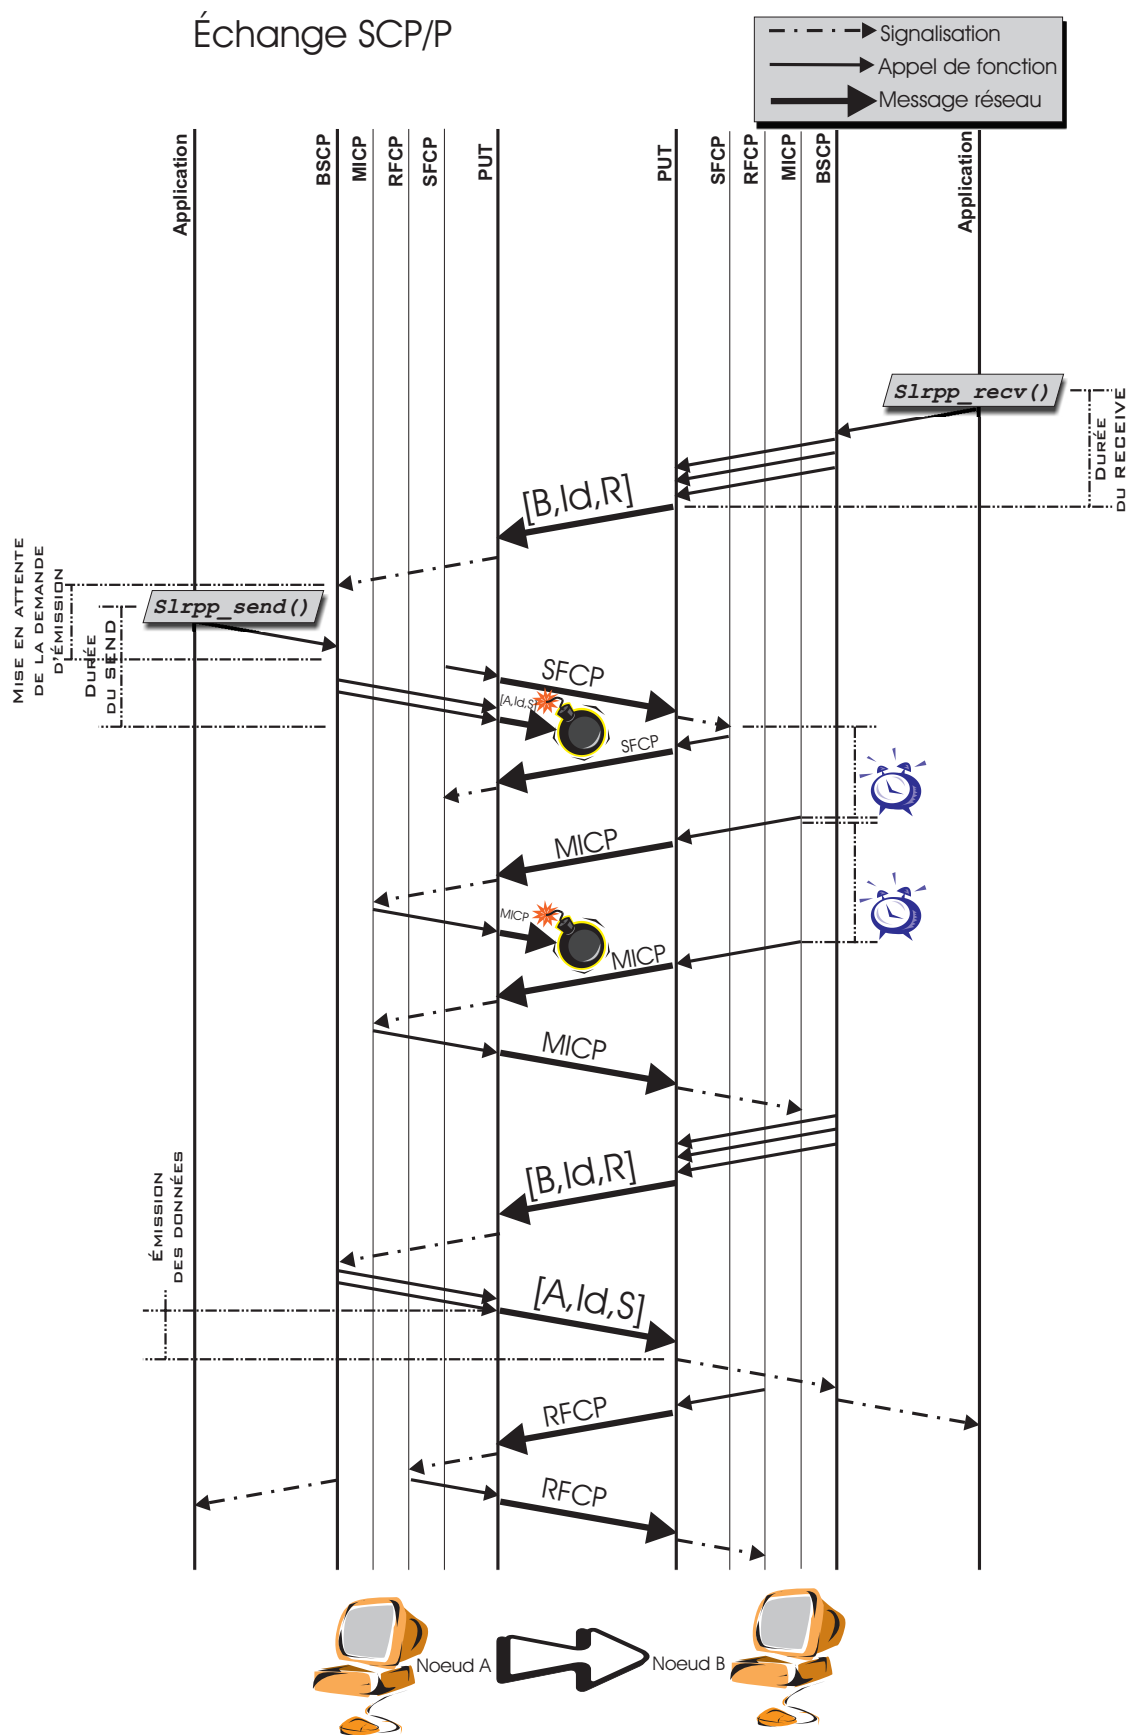 Échange SCP/P
Signalisation
Appel de fonction
Message réseau
Application
BSCP
MICP
RFCP
SFCP
PUT
PUT
SFCP
RFCP
MICP
BSCP
Application
Slrpp_recv()
DURÉE
DU RECEIVE
[B,Id,R]
MISE EN ATTENTE
DE LA DEMANDE
D'ÉMISSION
Slrpp_send()
DURÉE
DU SEND
SFCP
[A,Id,S]
SFCP
MICP
MICP
MICP
MICP
[B,Id,R]
ÉMISSION
DES DONNÉES
[A,Id,S]
RFCP
RFCP
Noeud A
Noeud B